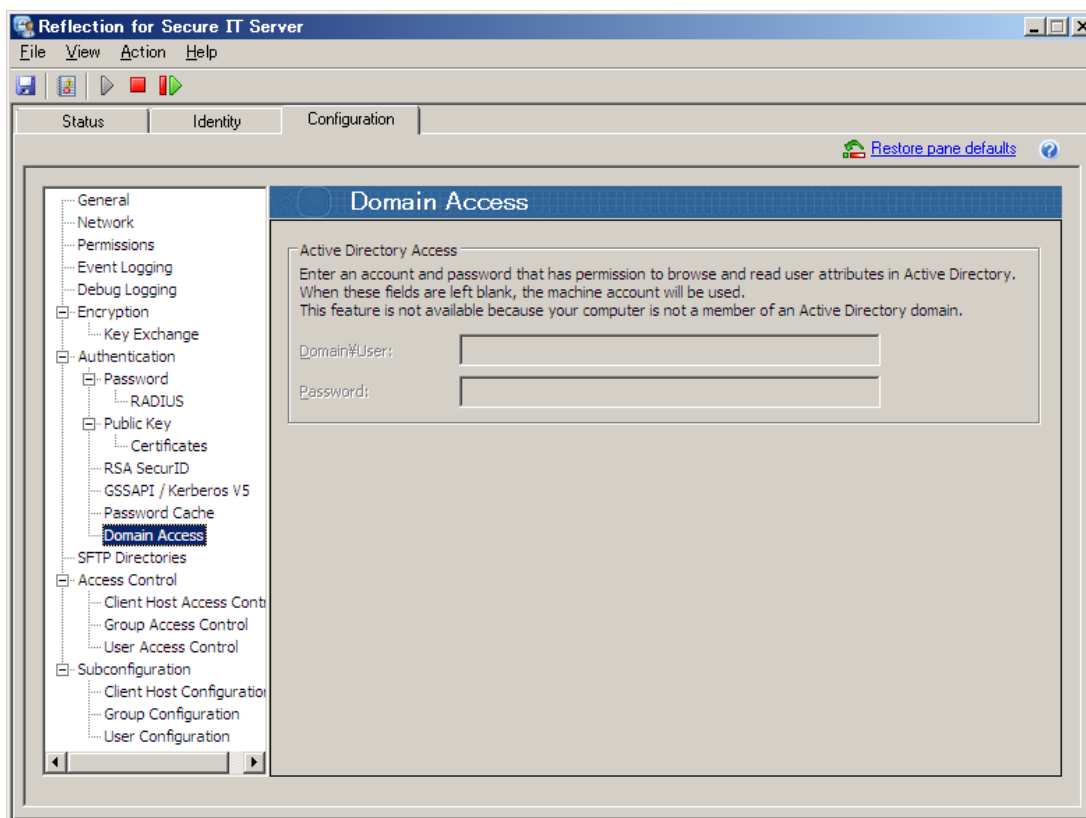 Reflection for Secure IT Server
File View Action Help
Status Identity Configuration
Restore pane defaults
General
Network
Permissions
Event Logging
Debug Logging
Encryption
Key Exchange
Authentication
Password
RADIUS
Public Key
Certificates
RSA SecurID
GSSAPI / Kerberos V5
Password Cache
Domain Access
SFTP Directories
Access Control
Client Host Access Conti
Group Access Control
User Access Control
Subconfiguration
Client Host Configuration
Group Configuration
User Configuration
Domain Access
Active Directory Access
Enter an account and password that has permission to browse and read user attributes in Active Directory.
When these fields are left blank, the machine account will be used.
This feature is not available because your computer is not a member of an Active Directory domain.
Domain¥User:
Password: